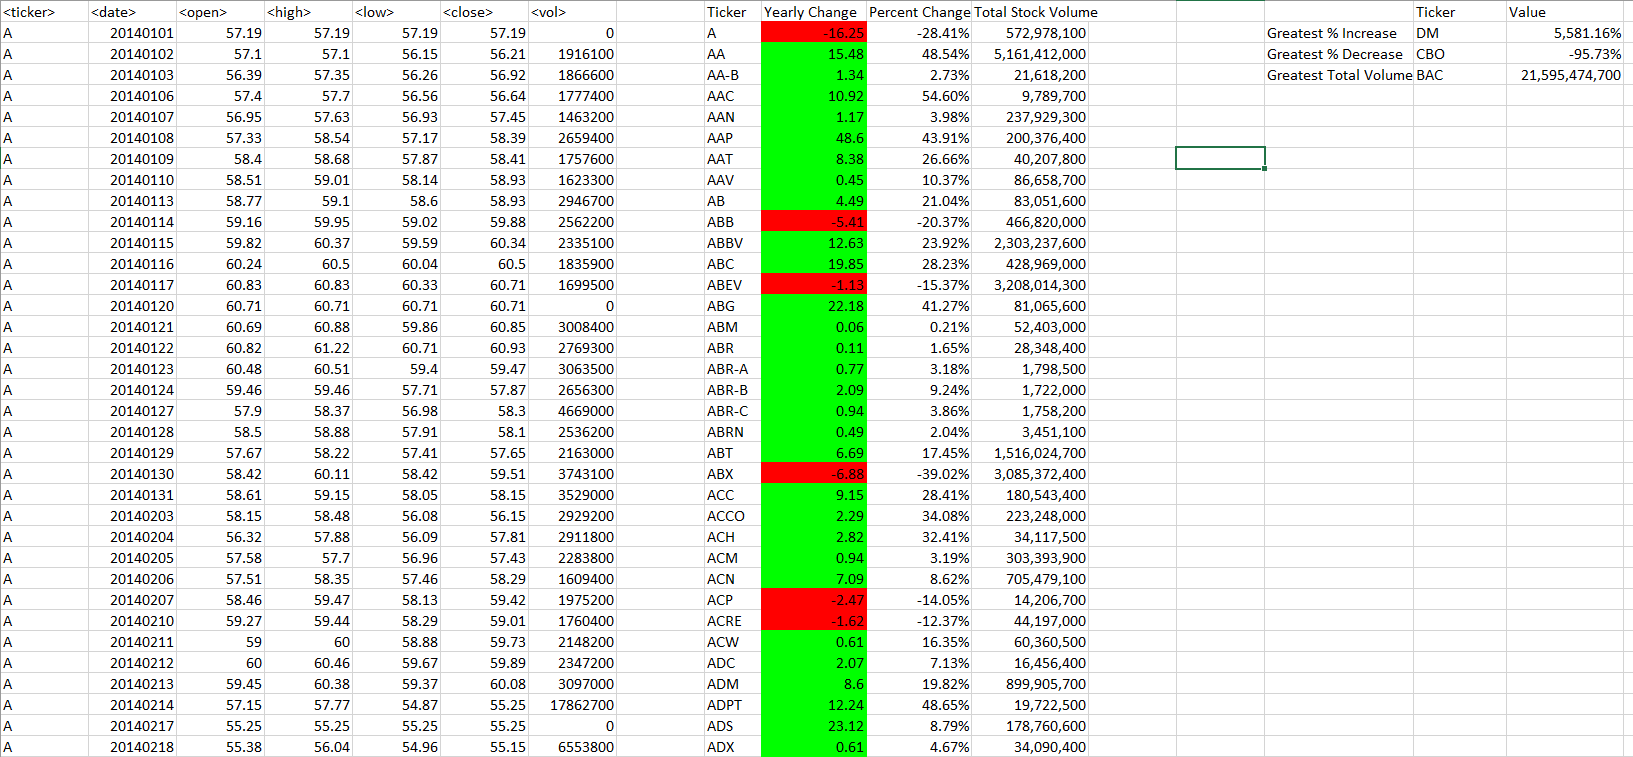 <ticker> <date> <open> <high> <low> <close> <vol> Ticker Yearly Change Percent Change Total Stock Volume Ticker Value
A 20140101 57.19 57.19 57.19 57.19 0 A -16.25 -28.41% 572,978,100 Greatest % Increase DM 5,581.16%
A 20140102 57.1 57.1 56.15 56.21 1916100 AA 15.48 48.54% 5,161,412,000 Greatest % Decrease CBO -95.73%
A 20140103 56.39 57.35 56.26 56.92 1866600 AA-B 1.34 2.73% 21,618,200 Greatest Total Volume BAC 21,595,474,700
A 20140106 57.4 57.7 56.56 56.64 1777400 AAC 10.92 54.60% 9,789,700
A 20140107 56.95 57.63 56.93 57.45 1463200 AAN 1.17 3.98% 237,929,300
A 20140108 57.33 58.54 57.17 58.39 2659400 AAP 48.6 43.91% 200,376,400
A 20140109 58.4 58.68 57.87 58.41 1757600 AAT 8.38 26.66% 40,207,800
A 20140110 58.51 59.01 58.14 58.93 1623300 AAV 0.45 10.37% 86,658,700
A 20140113 58.77 59.1 58.6 58.93 2946700 AB 4.49 21.04% 83,051,600
A 20140114 59.16 59.95 59.02 59.88 2562200 ABB -5.41 -20.37% 466,820,000
A 20140115 59.82 60.37 59.59 60.34 2335100 ABBV 12.63 23.92% 2,303,237,600
A 20140116 60.24 60.5 60.04 60.5 1835900 ABC 19.85 28.23% 428,969,000
A 20140117 60.83 60.83 60.33 60.71 1699500 ABEV -1.13 -15.37% 3,208,014,300
A 20140120 60.71 60.71 60.71 60.71 0 ABG 22.18 41.27% 81,065,600
A 20140121 60.69 60.88 59.86 60.85 3008400 ABM 0.06 0.21% 52,403,000
A 20140122 60.82 61.22 60.71 60.93 2769300 ABR 0.11 1.65% 28,348,400
A 20140123 60.48 60.51 59.4 59.47 3063500 ABR-A 0.77 3.18% 1,798,500
A 20140124 59.46 59.46 57.71 57.87 2656300 ABR-B 2.09 9.24% 1,722,000
A 20140127 57.9 58.37 56.98 58.3 4669000 ABR-C 0.94 3.86% 1,758,200
A 20140128 58.5 58.88 57.91 58.1 2536200 ABRN 0.49 2.04% 3,451,100
A 20140129 57.67 58.22 57.41 57.65 2163000 ABT 6.69 17.45% 1,516,024,700
A 20140130 58.42 60.11 58.42 59.51 3743100 ABX -6.88 -39.02% 3,085,372,400
A 20140131 58.61 59.15 58.05 58.15 3529000 ACC 9.15 28.41% 180,543,400
A 20140203 58.15 58.48 56.08 56.15 2929200 ACCO 2.29 34.08% 223,248,000
A 20140204 56.32 57.88 56.09 57.81 2911800 ACH 2.82 32.41% 34,117,500
A 20140205 57.58 57.7 56.96 57.43 2283800 ACM 0.94 3.19% 303,393,900
A 20140206 57.51 58.35 57.46 58.29 1609400 ACN 7.09 8.62% 705,479,100
A 20140207 58.46 59.47 58.13 59.42 1975200 ACP -2.47 -14.05% 14,206,700
A 20140210 59.27 59.44 58.29 59.01 1760400 ACRE -1.62 -12.37% 44,197,000
A 20140211 59 60 58.88 59.73 2148200 ACW 0.61 16.35% 60,360,500
A 20140212 60 60.46 59.67 59.89 2347200 ADC 2.07 7.13% 16,456,400
A 20140213 59.45 60.38 59.37 60.08 3097000 ADM 8.6 19.82% 899,905,700
A 20140214 57.15 57.77 54.87 55.25 17862700 ADPT 12.24 48.65% 19,722,500
A 20140217 55.25 55.25 55.25 55.25 0 ADS 23.12 8.79% 178,760,600
A 20140218 55.38 56.04 54.96 55.15 6553800 ADX 0.61 4.67% 34,090,400